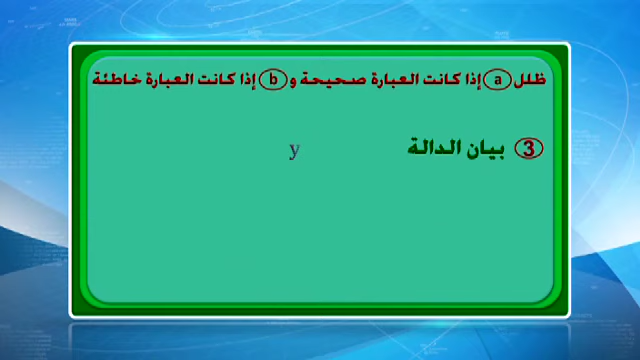 ظلل (a) إذا كانت العبارة صحيحة و (b) إذا كانت العبارة خاطئة
3 بيان الدالة y